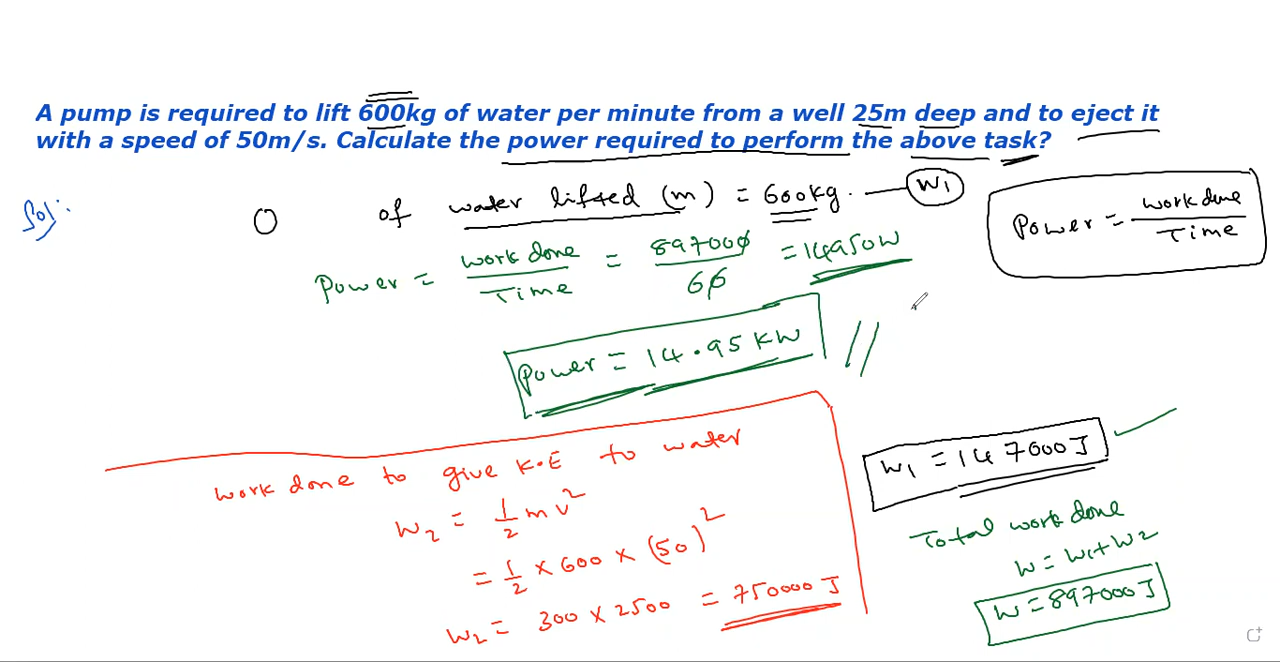 A pump is required to lift 600kg of water per minute from a well 25m deep and to eject it
with a speed of 50m/s. Calculate the power required to perform the above task?
Sol:
of water lifted (m) = 600kg. — W₁
Power = work done / Time
Power = work done / Time = 897000 / 60 = 14950W
Power = 14.95 KW //
work done to give K.E to water
W₂ = 1/2 mv²
= 1/2 × 600 × (50)²
W₂ = 300 × 2500 = 750000 J
W₁ = 147000 J
Total work done
W = W₁+W₂
W = 897000 J